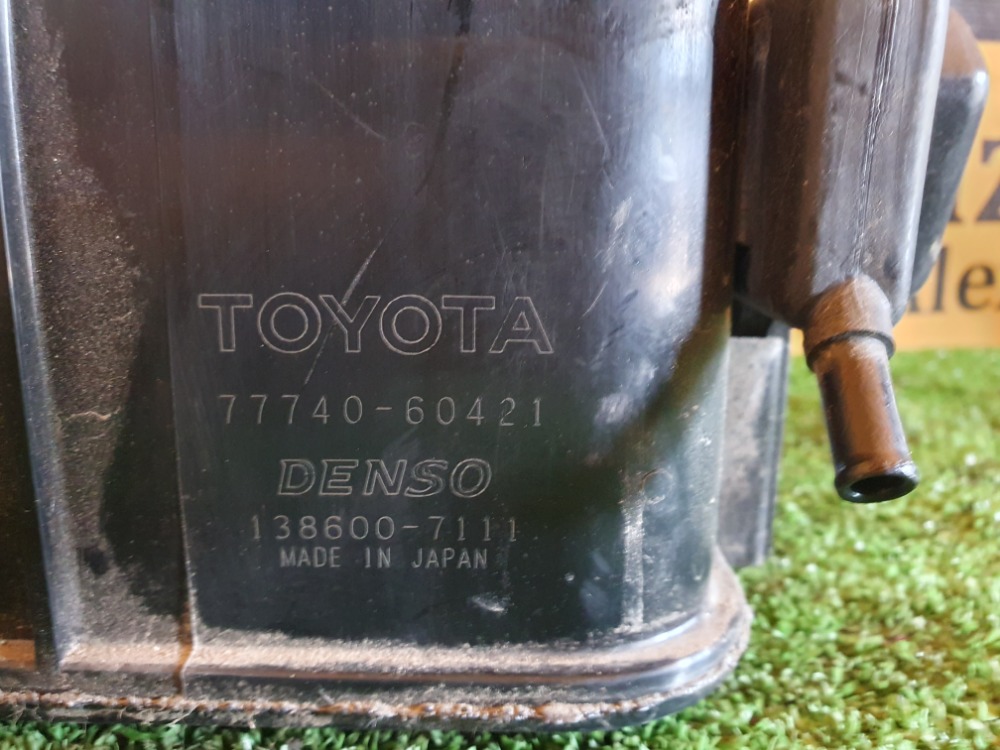 TOYOTA
77740-60421
DENSO
138600-7111
MADE IN JAPAN